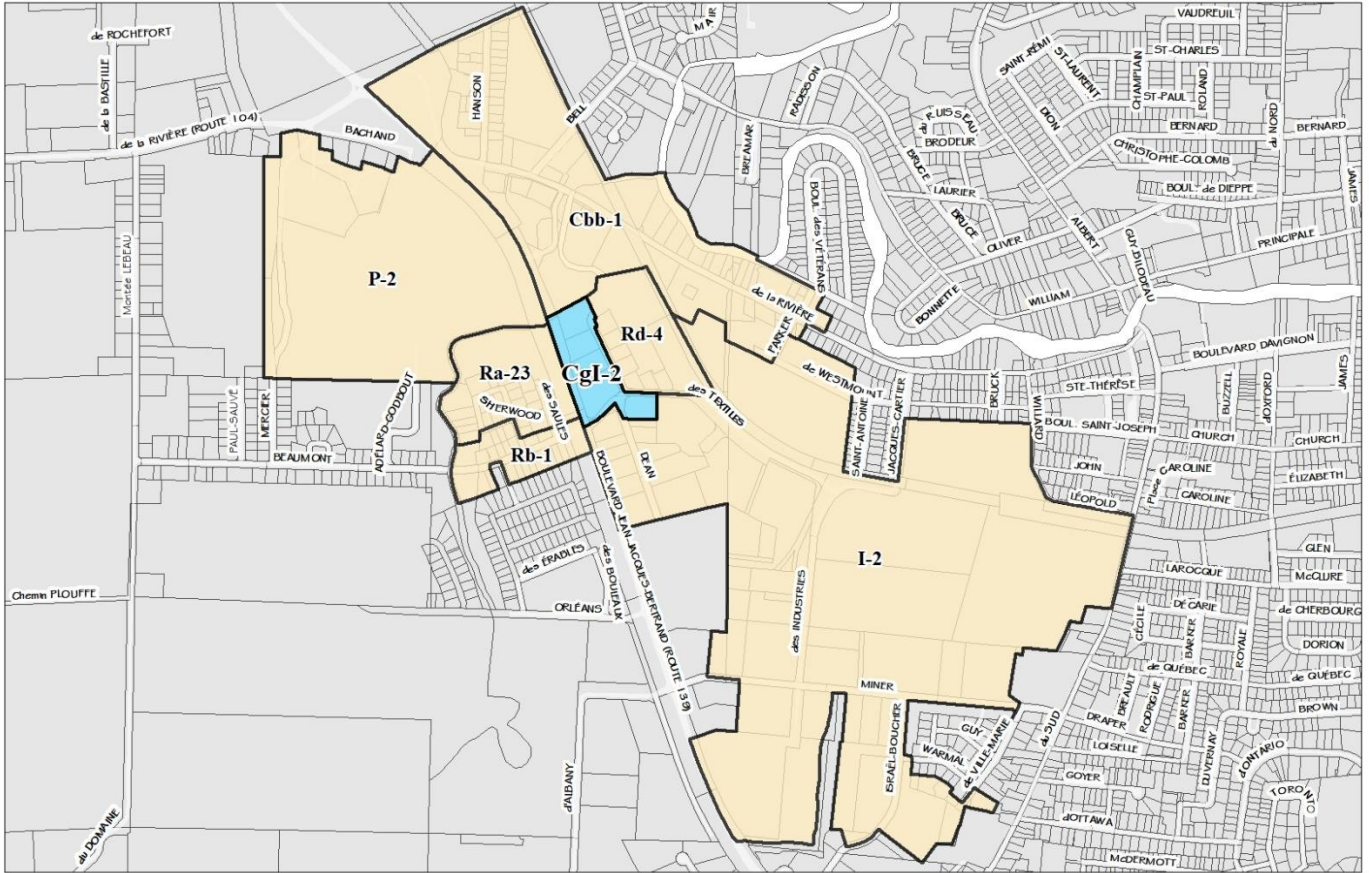 VAUDREUIL
MAIR
de ROCHEFORT
SAINT-RÉMI
ST-LAURENT
ST-CHARLES
CHAMPLAIN
ROLAND
HANSON
RADISSON
DION
ST-PAUL
de la BASTILLE
BELL
du NORD
de la RIVIÈRE (ROUTE 104)
BACHAND
RUISSEAU
du
BRODEUR
BERNARD
BERNARD
BREAMAR
BRUCE
CHRISTOPHE-COLOMB
JAMES
LAURIER
BOUL. de DIEPPE
Cbb-1
BOUL. des VÉTÉRANS
BRUCE
OLIVER
ALBERT
GUY-BILODEAU
PRINCIPALE
Montée LEBEAU
P-2
de la RIVIÈRE
BONNETTE
WILLIAM
Rd-4
PARKER
BOULEVARD DAVIGNON
Ra-23
CgI-2
de WESTMOUNT
STE-THÉRÈSE
JAMES
des SAULES
des TEXTILES
BRUCK
BUZZELL
PAUL-SAUVÉ
MERCIER
ADÉLARD-GODBOUT
SHERWOOD
SAINT-ANTOINE
JACQUES-CARTIER
WILLARD
BOUL. SAINT-JOSEPH
CHURCH
CHURCH
BEAUMONT
Rb-1
DEAN
JOHN
Place CAROLINE
ÉLIZABETH
LÉOPOLD
CAROLINE
BOULEVARD JEAN-JACQUES-BERTRAND (ROUTE 139)
des ÉRABLES
des BOULEAUX
I-2
GLEN
LAROCQUE
McCLURE
Chemin PLOUFFE
ORLÉANS
des INDUSTRIES
CÉCILE
DÉCARIE
BARKER
de CHERBOURG
ROYALE
DORION
MINER
de QUÉBEC
de QUÉBEC
BREAULT
RODRIGUE
BARKER
du SUD
DRAPER
BROWN
GUY
WARMAL
de VILLE-MARIE
ISRAËL-BOUCHER
LOISELLE
DUVERNAY
d'ONTARIO
d'ALBANY
GOYER
TORONTO
du DOMAINE
d'OTTAWA
McDERMOTT